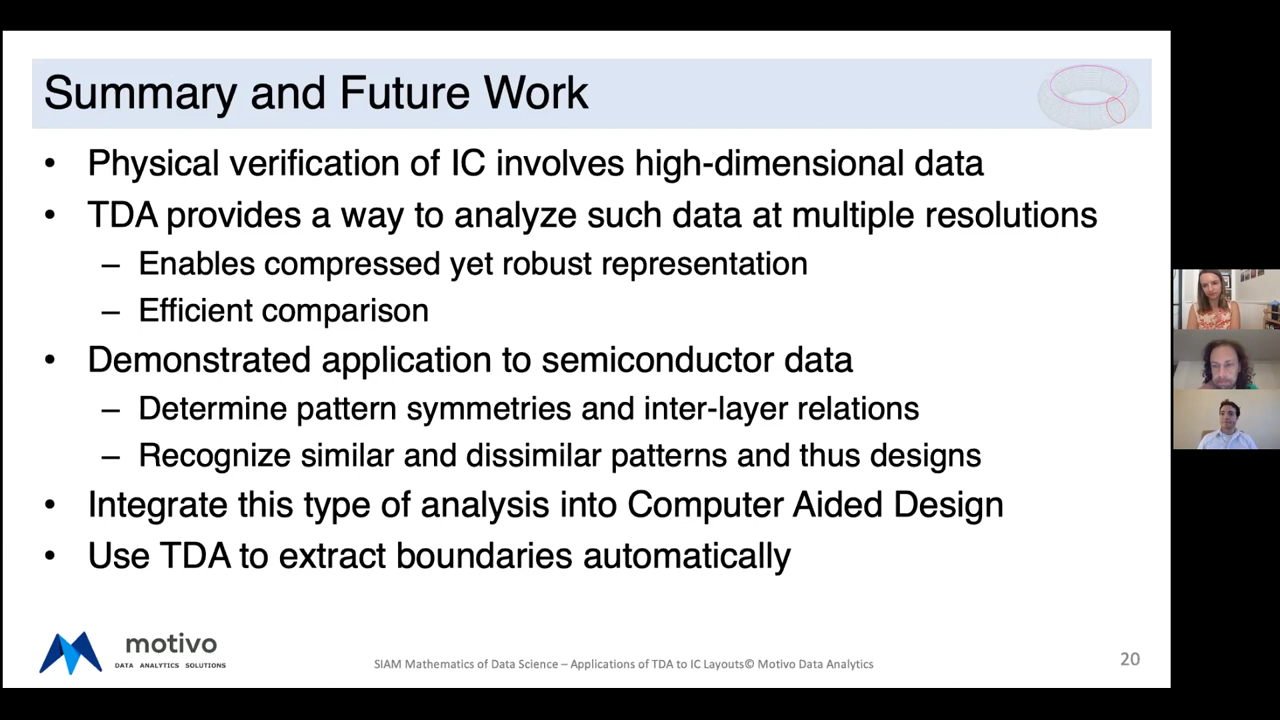 Summary and Future Work
• Physical verification of IC involves high-dimensional data
• TDA provides a way to analyze such data at multiple resolutions
– Enables compressed yet robust representation
– Efficient comparison
• Demonstrated application to semiconductor data
– Determine pattern symmetries and inter-layer relations
– Recognize similar and dissimilar patterns and thus designs
• Integrate this type of analysis into Computer Aided Design
• Use TDA to extract boundaries automatically
motivo
DATA ANALYTICS SOLUTIONS
SIAM Mathematics of Data Science – Applications of TDA to IC Layouts© Motivo Data Analytics
20